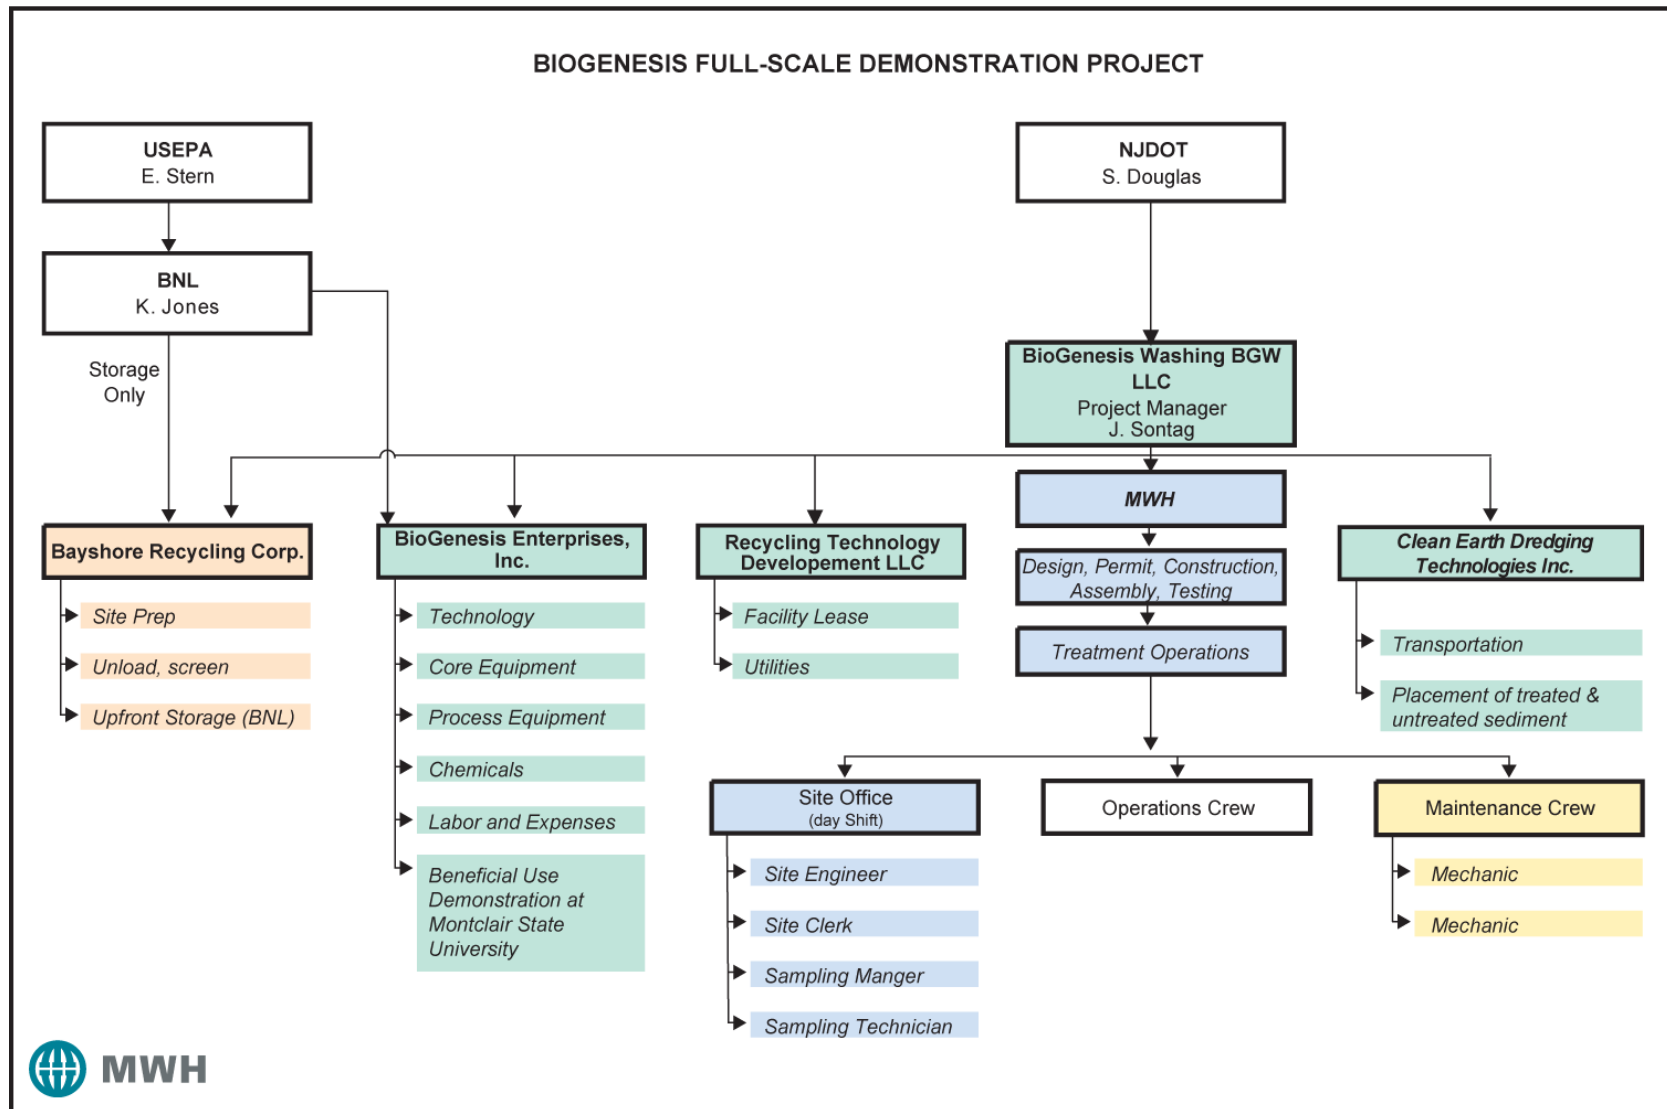 BIOGENESIS FULL-SCALE DEMONSTRATION PROJECT
USEPA
E. Stern
NJDOT
S. Douglas
BNL
K. Jones
Storage
Only
BioGenesis Washing BGW
LLC
Project Manager
J. Sontag
MWH
Bayshore Recycling Corp.
Site Prep
Unload, screen
Upfront Storage (BNL)
BioGenesis Enterprises,
Inc.
Technology
Core Equipment
Process Equipment
Chemicals
Labor and Expenses
Beneficial Use
Demonstration at
Montclair State
University
Recycling Technology
Developement LLC
Facility Lease
Utilities
Design, Permit, Construction,
Assembly, Testing
Treatment Operations
Clean Earth Dredging
Technologies Inc.
Transportation
Placement of treated &
untreated sediment
Site Office
(day Shift)
Site Engineer
Site Clerk
Sampling Manger
Sampling Technician
Operations Crew
Maintenance Crew
Mechanic
Mechanic
MWH